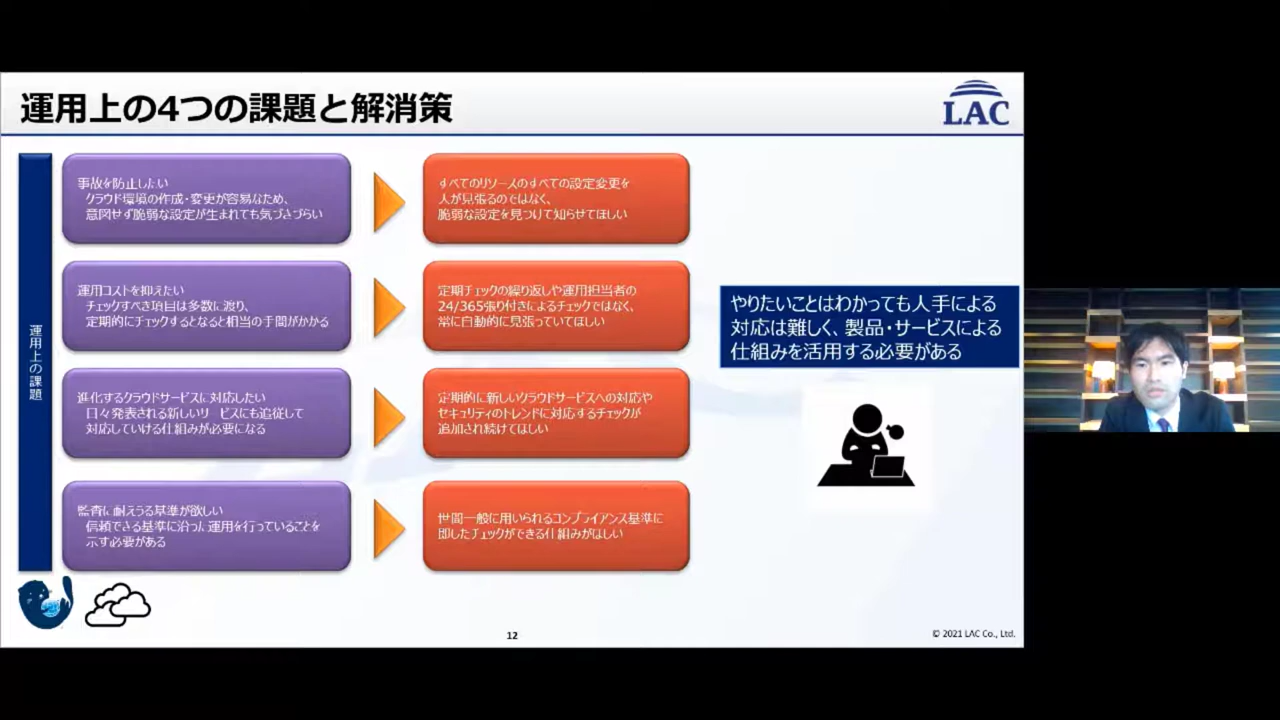 運用上の4つの課題と解消策
LAC
運用上の課題
事故を防止したい
クラウド環境の作成・変更が容易なため、
意図せず脆弱な設定が生まれても気づきづらい
すべてのリソースのすべての設定変更を
人が見張るのではなく、
脆弱な設定を見つけて知らせてほしい
運用コストを抑えたい
チェックすべき項目は多数に渡り、
定期的にチェックするとなると相当の手間がかかる
定期チェックの繰り返しや運用担当者の
24/365張り付きによるチェックではなく、
常に自動的に見張っていてほしい
進化するクラウドサービスに対応したい
日々発表される新しいサービスにも追従して
対応していける仕組みが必要になる
定期的に新しいクラウドサービスへの対応や
セキュリティのトレンドに対応するチェックが
追加され続けてほしい
監査に耐えうる基準が欲しい
信頼できる基準に沿った運用を行っていることを
示す必要がある
世間一般に用いられるコンプライアンス基準に
即したチェックができる仕組みがほしい
やりたいことはわかっても人手による
対応は難しく、製品・サービスによる
仕組みを活用する必要がある
12
© 2021 LAC Co., Ltd.